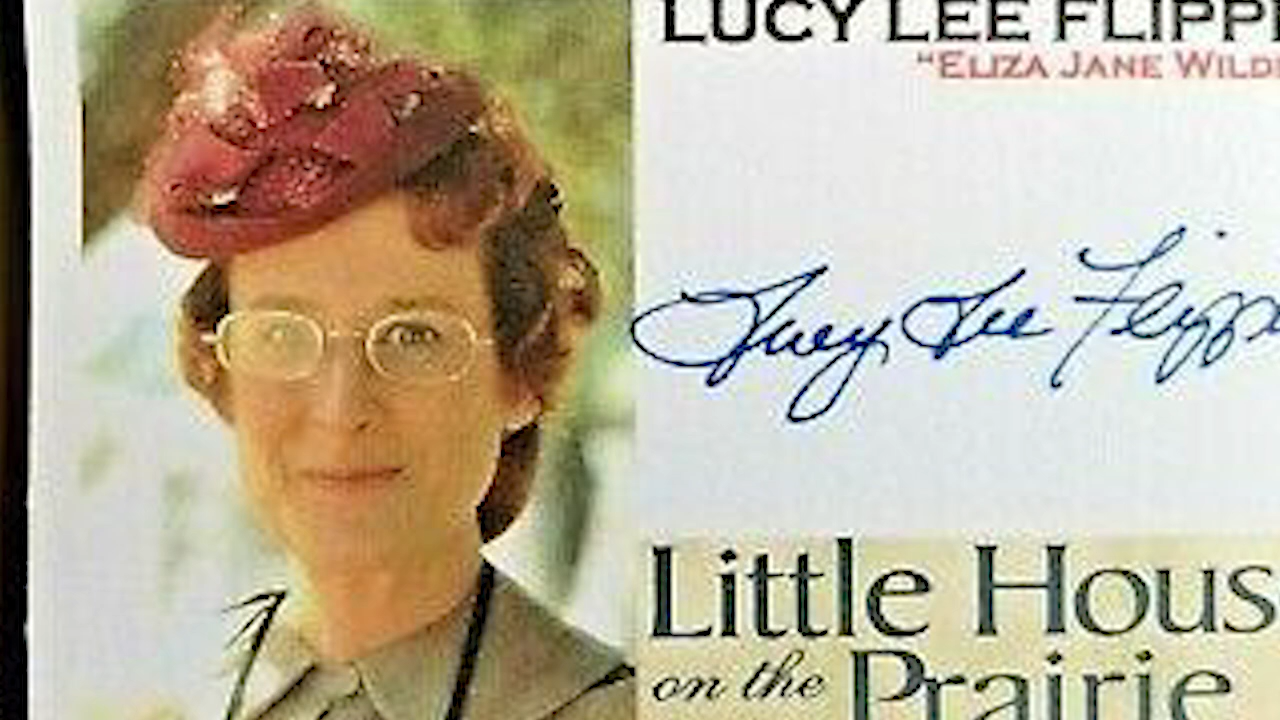 LUCY LEE FLIPP
"ELIZA JANE WILD
Lucy Lee Flipp
Little Hous
on the Prairie